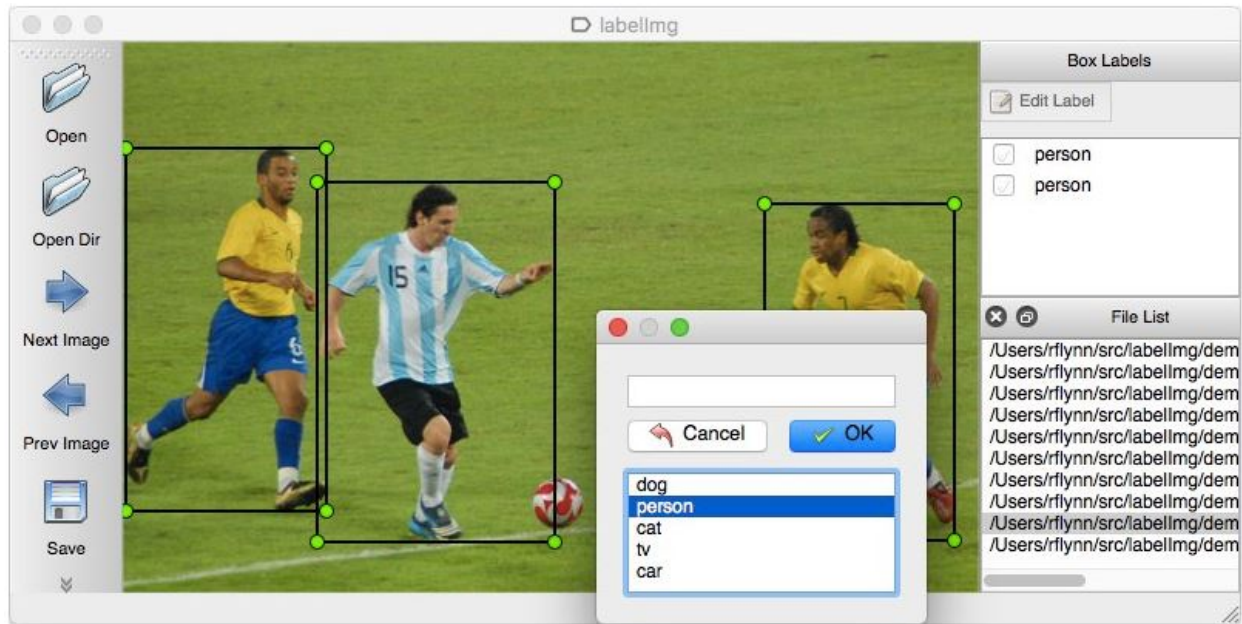 labelImg
Open
Open Dir
Next Image
Prev Image
Save
6
6
15
7
Cancel
OK
dog
person
cat
tv
car
Box Labels
Edit Label
person
person
File List
/Users/rflynn/src/labelImg/dem
/Users/rflynn/src/labelImg/dem
/Users/rflynn/src/labelImg/dem
/Users/rflynn/src/labelImg/dem
/Users/rflynn/src/labelImg/dem
/Users/rflynn/src/labelImg/dem
/Users/rflynn/src/labelImg/dem
/Users/rflynn/src/labelImg/dem
/Users/rflynn/src/labelImg/dem
/Users/rflynn/src/labelImg/dem